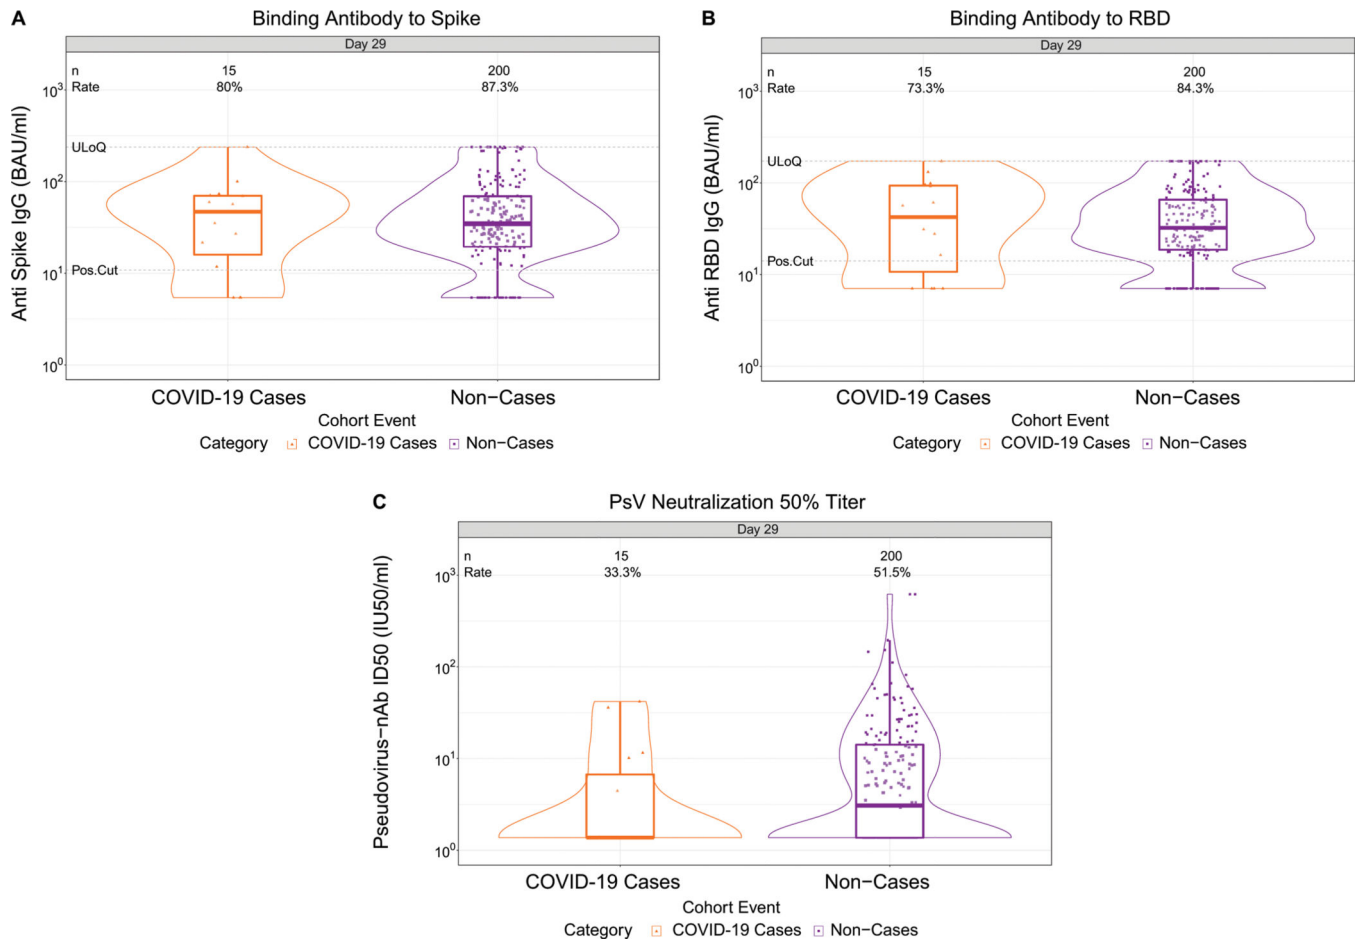 A Binding Antibody to Spike
Day 29
n 15 200
Rate 80% 87.3%
10³
ULoQ
10²
Pos.Cut
10¹
10⁰
Anti Spike IgG (BAU/ml)
COVID-19 Cases Non-Cases
Cohort Event
Category COVID-19 Cases Non-Cases
B Binding Antibody to RBD
Day 29
n 15 200
Rate 73.3% 84.3%
10³
ULoQ
10²
Pos.Cut
10¹
10⁰
Anti RBD IgG (BAU/ml)
COVID-19 Cases Non-Cases
Cohort Event
Category COVID-19 Cases Non-Cases
C PsV Neutralization 50% Titer
Day 29
n 15 200
Rate 33.3% 51.5%
10³
10²
10¹
10⁰
Pseudovirus-nAb ID50 (IU50/ml)
COVID-19 Cases Non-Cases
Cohort Event
Category COVID-19 Cases Non-Cases